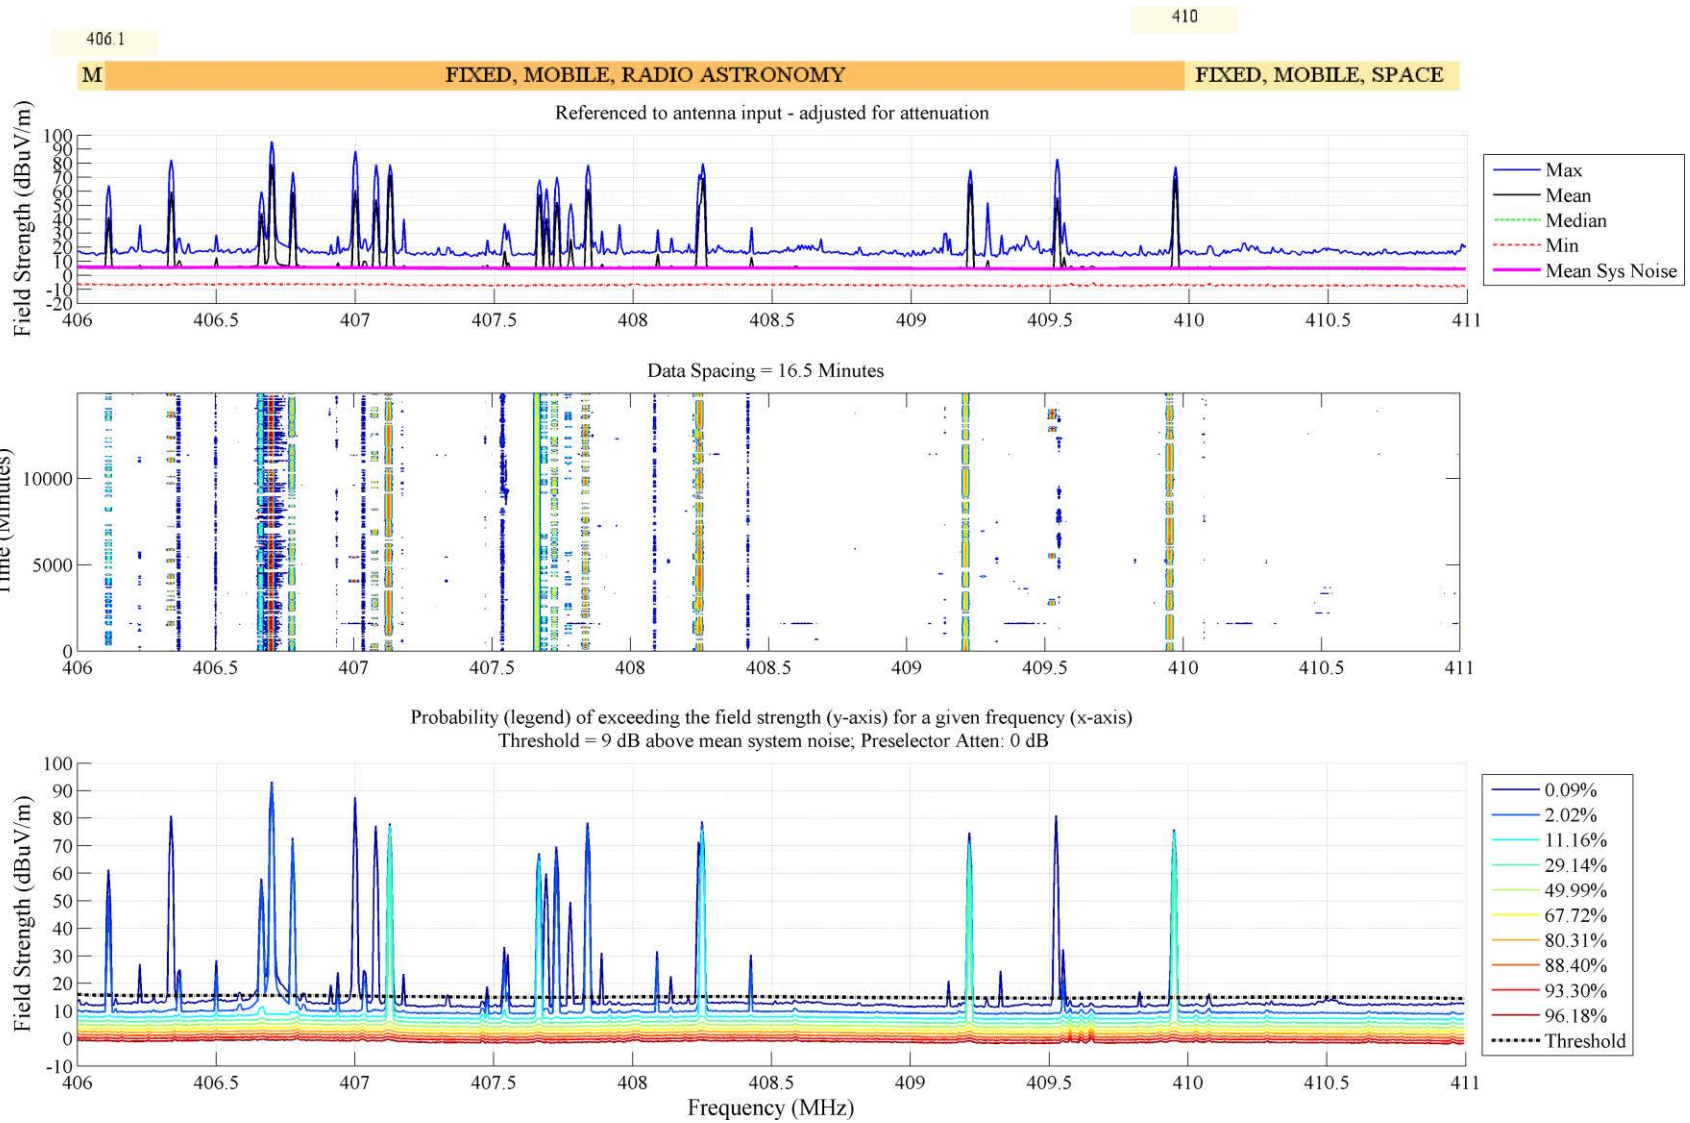 410
406.1
M FIXED, MOBILE, RADIO ASTRONOMY FIXED, MOBILE, SPACE
Referenced to antenna input - adjusted for attenuation
Field Strength (dBuV/m)
100
90
80
70
60
50
40
30
20
10
0
-10
-20
406 406.5 407 407.5 408 408.5 409 409.5 410 410.5 411
Max
Mean
Median
Min
Mean Sys Noise
Data Spacing = 16.5 Minutes
Time (Minutes)
10000
5000
0
406 406.5 407 407.5 408 408.5 409 409.5 410 410.5 411
Probability (legend) of exceeding the field strength (y-axis) for a given frequency (x-axis)
Threshold = 9 dB above mean system noise; Preselector Atten: 0 dB
Field Strength (dBuV/m)
100
90
80
70
60
50
40
30
20
10
0
-10
406 406.5 407 407.5 408 408.5 409 409.5 410 410.5 411
Frequency (MHz)
0.09%
2.02%
11.16%
29.14%
49.99%
67.72%
80.31%
88.40%
93.30%
96.18%
Threshold